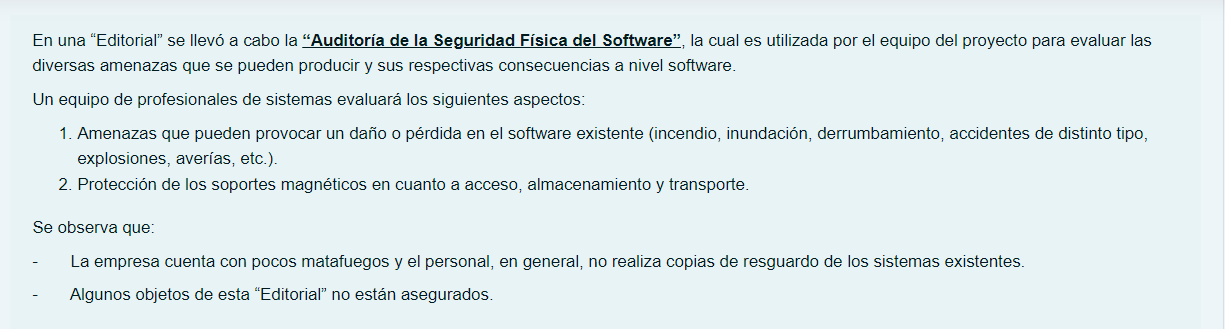 En una “Editorial” se llevó a cabo la “Auditoría de la Seguridad Física del Software”, la cual es utilizada por el equipo del proyecto para evaluar las
diversas amenazas que se pueden producir y sus respectivas consecuencias a nivel software.
Un equipo de profesionales de sistemas evaluará los siguientes aspectos:
1. Amenazas que pueden provocar un daño o pérdida en el software existente (incendio, inundación, derrumbamiento, accidentes de distinto tipo,
explosiones, averías, etc.).
2. Protección de los soportes magnéticos en cuanto a acceso, almacenamiento y transporte.
Se observa que:
- La empresa cuenta con pocos matafuegos y el personal, en general, no realiza copias de resguardo de los sistemas existentes.
- Algunos objetos de esta “Editorial” no están asegurados.